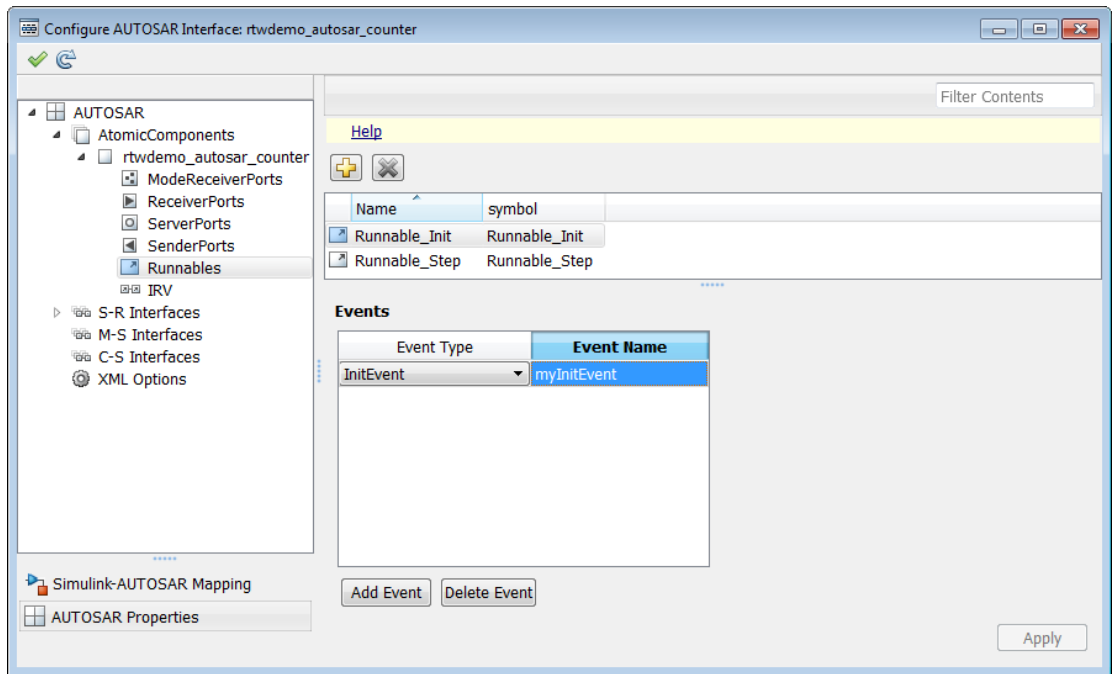 Configure AUTOSAR Interface: rtwdemo_autosar_counter
Filter Contents
AUTOSAR
AtomicComponents
rtwdemo_autosar_counter
ModeReceiverPorts
ReceiverPorts
ServerPorts
SenderPorts
Runnables
IRV
S-R Interfaces
M-S Interfaces
C-S Interfaces
XML Options
Simulink-AUTOSAR Mapping
AUTOSAR Properties
Help
Name symbol
Runnable_Init Runnable_Init
Runnable_Step Runnable_Step
Events
Event Type Event Name
InitEvent myInitEvent
Add Event Delete Event
Apply